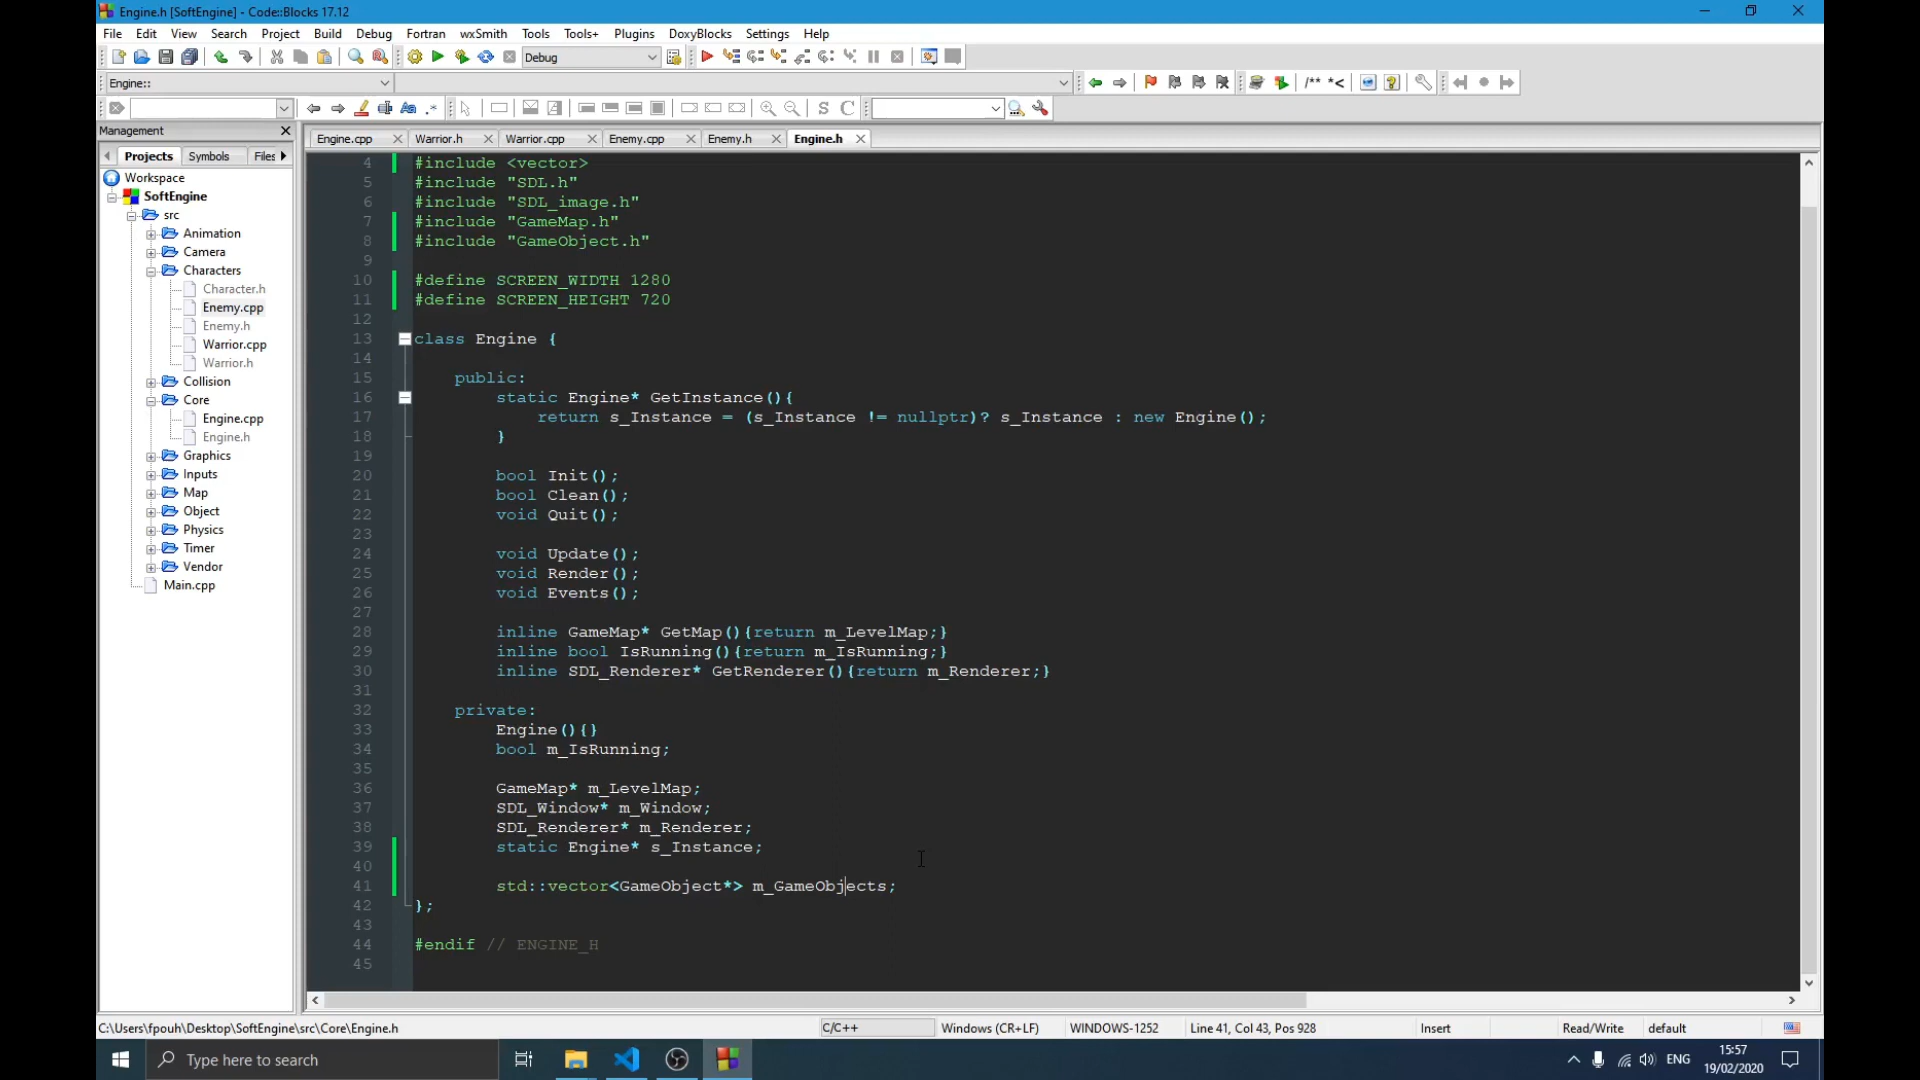 Engine.h [SoftEngine] - Code::Blocks 17.12
File Edit View Search Project Build Debug Fortran wxSmith Tools Tools+ Plugins DoxyBlocks Settings Help
Debug
Engine::
/** *<
Aa .*
S C
Management
Projects Symbols Files
Engine.cpp Warrior.h Warrior.cpp Enemy.cpp Enemy.h Engine.h
Workspace
SoftEngine
src
Animation
Camera
Characters
Character.h
Enemy.cpp
Enemy.h
Warrior.cpp
Warrior.h
Collision
Core
Engine.cpp
Engine.h
Graphics
Inputs
Map
Object
Physics
Timer
Vendor
Main.cpp
4 #include <vector>
5 #include "SDL.h"
6 #include "SDL_image.h"
7 #include "GameMap.h"
8 #include "GameObject.h"
9
10 #define SCREEN_WIDTH 1280
11 #define SCREEN_HEIGHT 720
12
13 class Engine {
14
15 public:
16 static Engine* GetInstance(){
17 return s_Instance = (s_Instance != nullptr)? s_Instance : new Engine();
18 }
19
20 bool Init();
21 bool Clean();
22 void Quit();
23
24 void Update();
25 void Render();
26 void Events();
27
28 inline GameMap* GetMap(){return m_LevelMap;}
29 inline bool IsRunning(){return m_IsRunning;}
30 inline SDL_Renderer* GetRenderer(){return m_Renderer;}
31
32 private:
33 Engine(){}
34 bool m_IsRunning;
35
36 GameMap* m_LevelMap;
37 SDL_Window* m_Window;
38 SDL_Renderer* m_Renderer;
39 static Engine* s_Instance;
40
41 std::vector<GameObject*> m_GameObjects;
42 };
43
44 #endif // ENGINE_H
45
C:\Users\fpouh\Desktop\SoftEngine\src\Core\Engine.h C/C++ Windows (CR+LF) WINDOWS-1252 Line 41, Col 43, Pos 928 Insert Read/Write default
Type here to search
ENG
15:57
19/02/2020